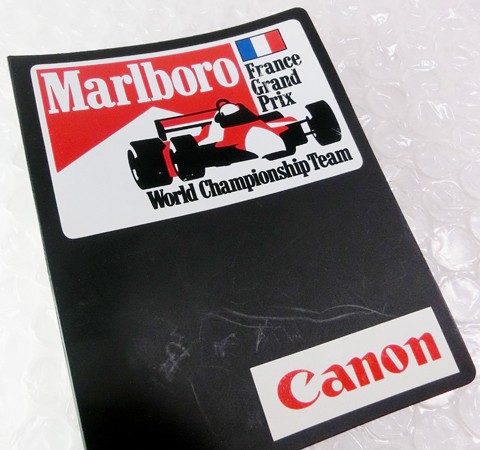 Marlboro
France
Grand
Prix
World Championship Team
Canon